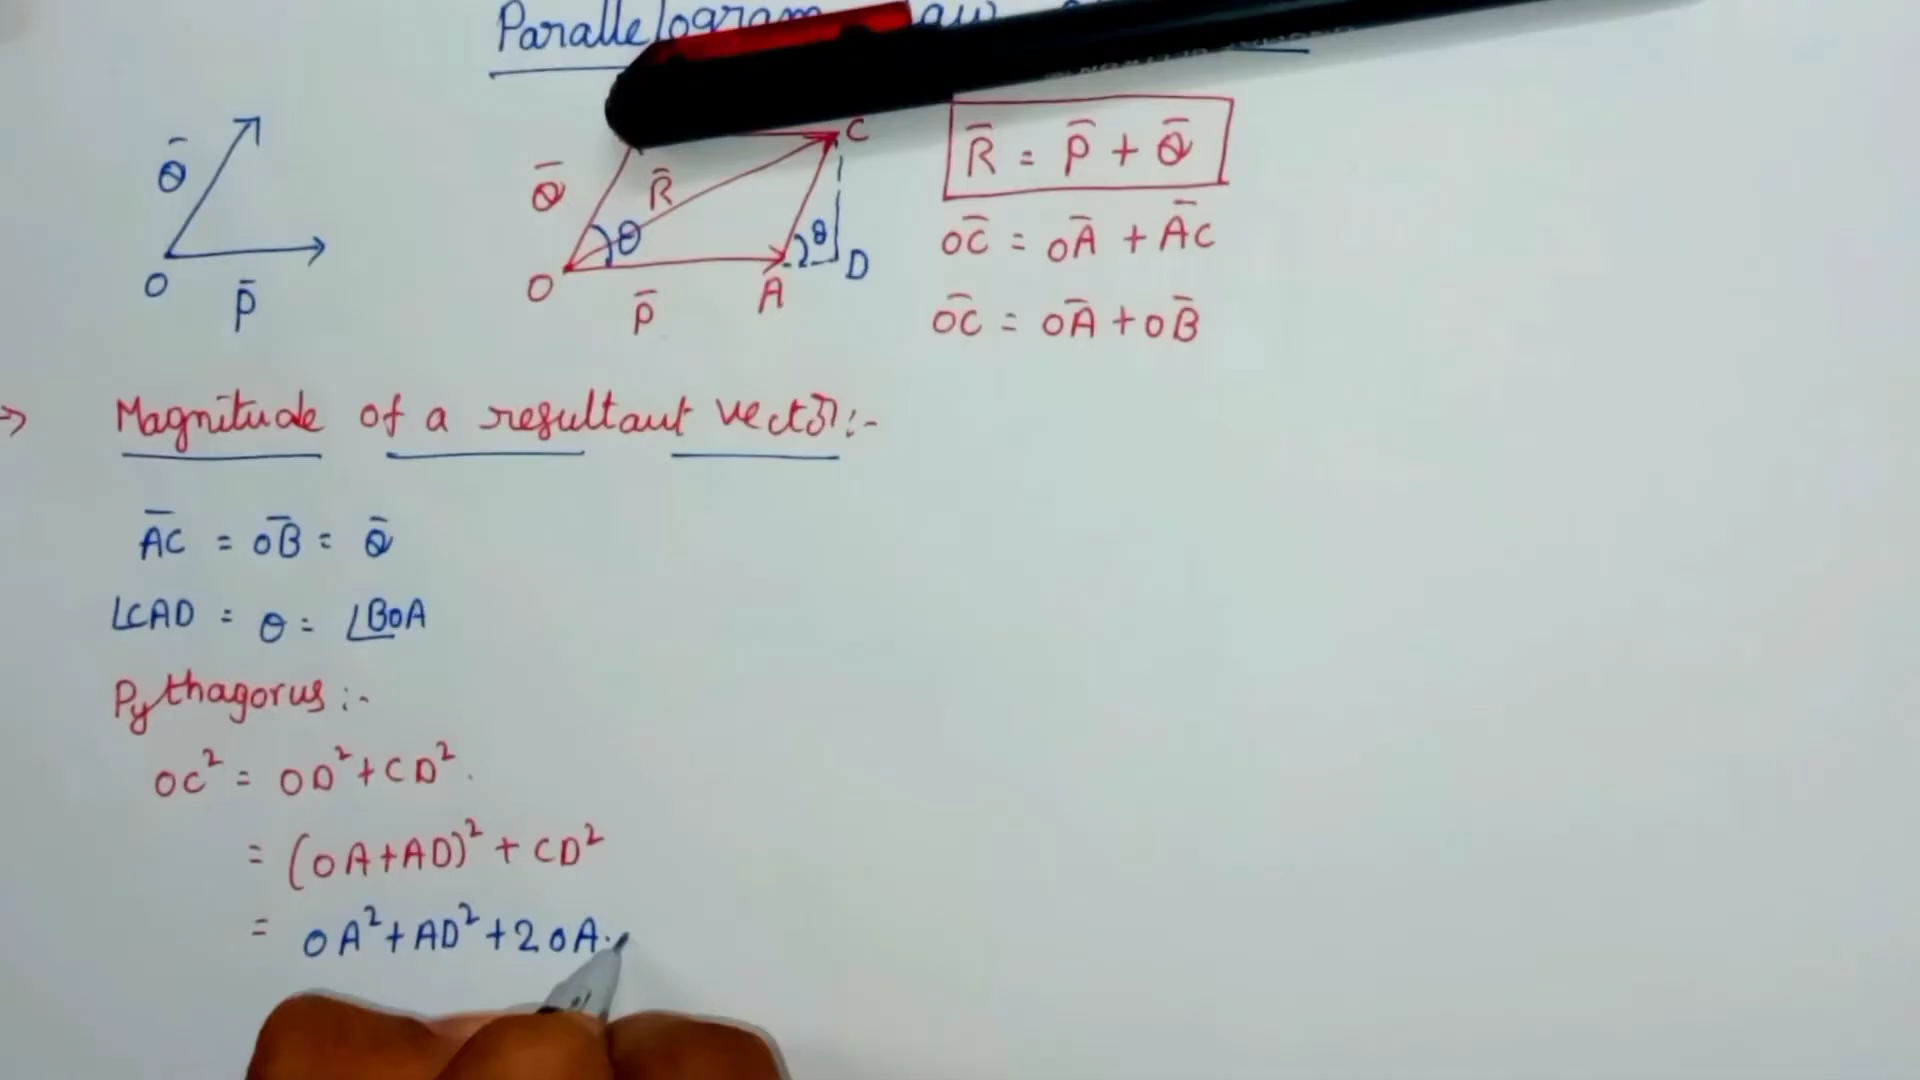 Parallelogram
Q̄
O
P̄
C
Q̄
R̄
θ
θ
O
P̄
A
D
R̄ = P̄ + Q̄
OC̄ = OĀ + ĀC
OC̄ = OĀ + OB̄
→ Magnitude of a resultant vector:-
ĀC = OB̄ = Q̄
∠CAD = θ = ∠BOA
Pythagorus:-
OC² = OD² + CD².
= (OA+AD)² + CD²
= OA² + AD² + 2OA.